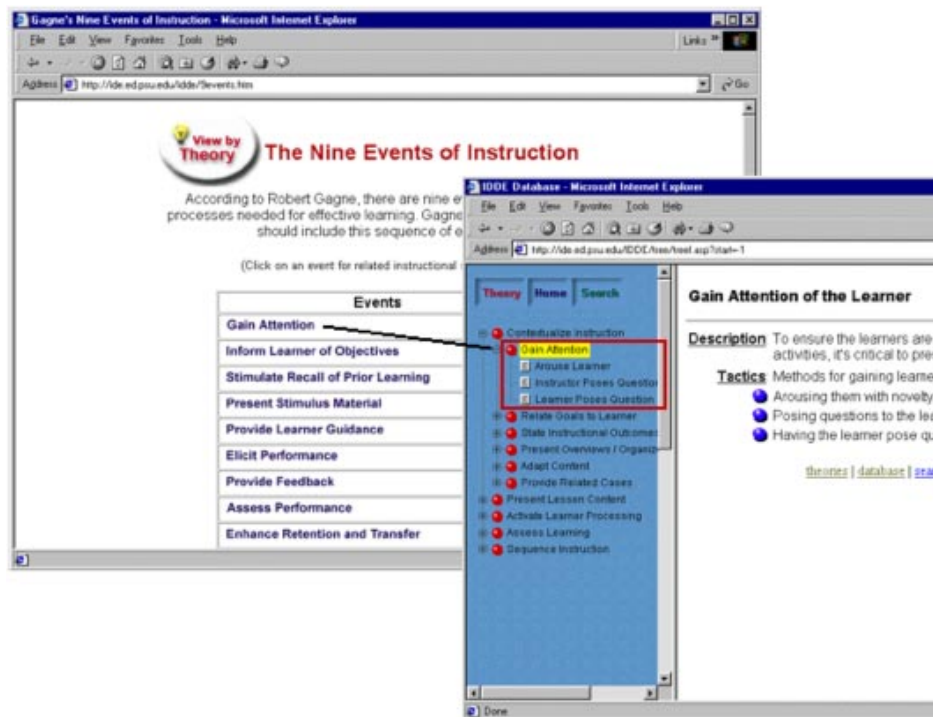 Gagne's Nine Events of Instruction - Microsoft Internet Explorer
File Edit View Favorites Tools Help
Links »
Address http://ide.ed.psu.edu/idde/9events.htm
Go
View by
Theory
The Nine Events of Instruction
According to Robert Gagne, there are nine
processes needed for effective learning. Gagne
should include this sequence of
(Click on an event for related instructional
Events
Gain Attention
Inform Learner of Objectives
Stimulate Recall of Prior Learning
Present Stimulus Material
Provide Learner Guidance
Elicit Performance
Provide Feedback
Assess Performance
Enhance Retention and Transfer
IDDE Database - Microsoft Internet Explorer
File Edit View Favorites Tools Help
Address http://ide.ed.psu.edu/IDDE/tree/treef.asp?start=1
Theory Home Search
Contextualize Instruction
Gain Attention
Arouse Learner
Instructor Poses Question
Learner Poses Question
Relate Goals to Learner
State Instructional Outcomes
Present Overviews / Organiz
Adapt Content
Provide Related Cases
Present Lesson Content
Activate Learner Processing
Assess Learning
Sequence Instruction
Gain Attention of the Learner
Description To ensure the learners are
activities, it's critical to pre
Tactics Methods for gaining learne
Arousing them with novelty
Posing questions to the lea
Having the learner pose qu
theories | database | sea
Done